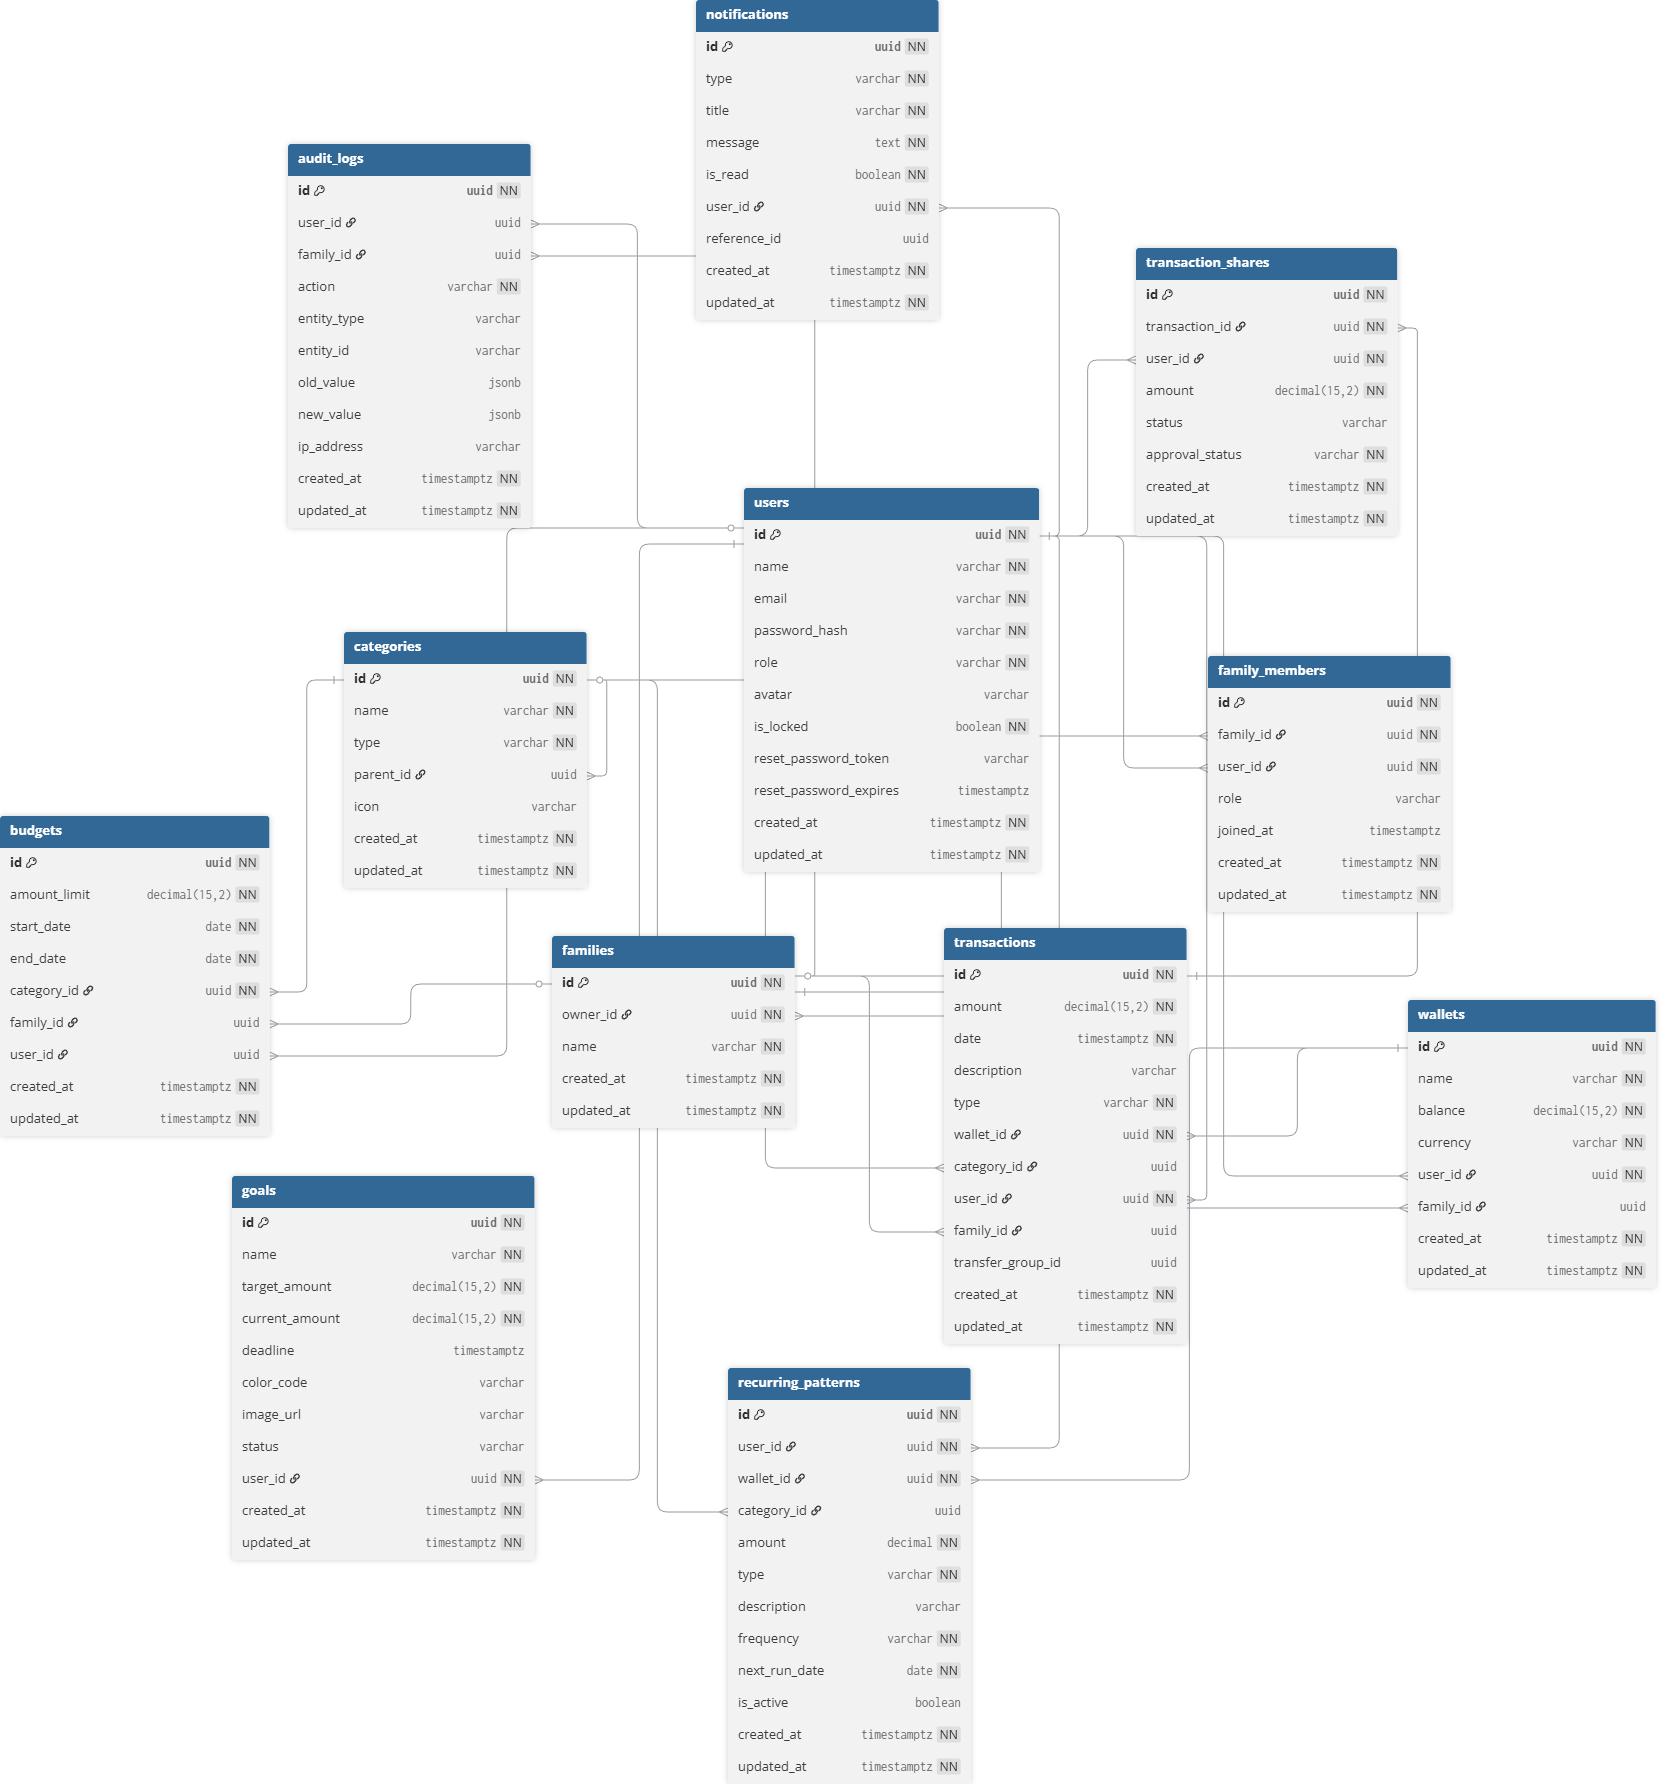 notifications
id uuid NN
type varchar NN
title varchar NN
message text NN
is_read boolean NN
user_id uuid NN
reference_id uuid
created_at timestamptz NN
updated_at timestamptz NN
audit_logs
id uuid NN
user_id uuid
family_id uuid
action varchar NN
entity_type varchar
entity_id varchar
old_value jsonb
new_value jsonb
ip_address varchar
created_at timestamptz NN
updated_at timestamptz NN
transaction_shares
id uuid NN
transaction_id uuid NN
user_id uuid NN
amount decimal(15,2) NN
status varchar
approval_status varchar NN
created_at timestamptz NN
updated_at timestamptz NN
users
id uuid NN
name varchar NN
email varchar NN
password_hash varchar NN
role varchar NN
avatar varchar
is_locked boolean NN
reset_password_token varchar
reset_password_expires timestamptz
created_at timestamptz NN
updated_at timestamptz NN
categories
id uuid NN
name varchar NN
type varchar NN
parent_id uuid
icon varchar
created_at timestamptz NN
updated_at timestamptz NN
family_members
id uuid NN
family_id uuid NN
user_id uuid NN
role varchar
joined_at timestamptz
created_at timestamptz NN
updated_at timestamptz NN
budgets
id uuid NN
amount_limit decimal(15,2) NN
start_date date NN
end_date date NN
category_id uuid NN
family_id uuid
user_id uuid
created_at timestamptz NN
updated_at timestamptz NN
families
id uuid NN
owner_id uuid NN
name varchar NN
created_at timestamptz NN
updated_at timestamptz NN
transactions
id uuid NN
amount decimal(15,2) NN
date timestamptz NN
description varchar
type varchar NN
wallet_id uuid NN
category_id uuid
user_id uuid NN
family_id uuid
transfer_group_id uuid
created_at timestamptz NN
updated_at timestamptz NN
wallets
id uuid NN
name varchar NN
balance decimal(15,2) NN
currency varchar NN
user_id uuid NN
family_id uuid
created_at timestamptz NN
updated_at timestamptz NN
goals
id uuid NN
name varchar NN
target_amount decimal(15,2) NN
current_amount decimal(15,2) NN
deadline timestamptz
color_code varchar
image_url varchar
status varchar
user_id uuid NN
created_at timestamptz NN
updated_at timestamptz NN
recurring_patterns
id uuid NN
user_id uuid NN
wallet_id uuid NN
category_id uuid
amount decimal NN
type varchar NN
description varchar
frequency varchar NN
next_run_date date NN
is_active boolean
created_at timestamptz NN
updated_at timestamptz NN